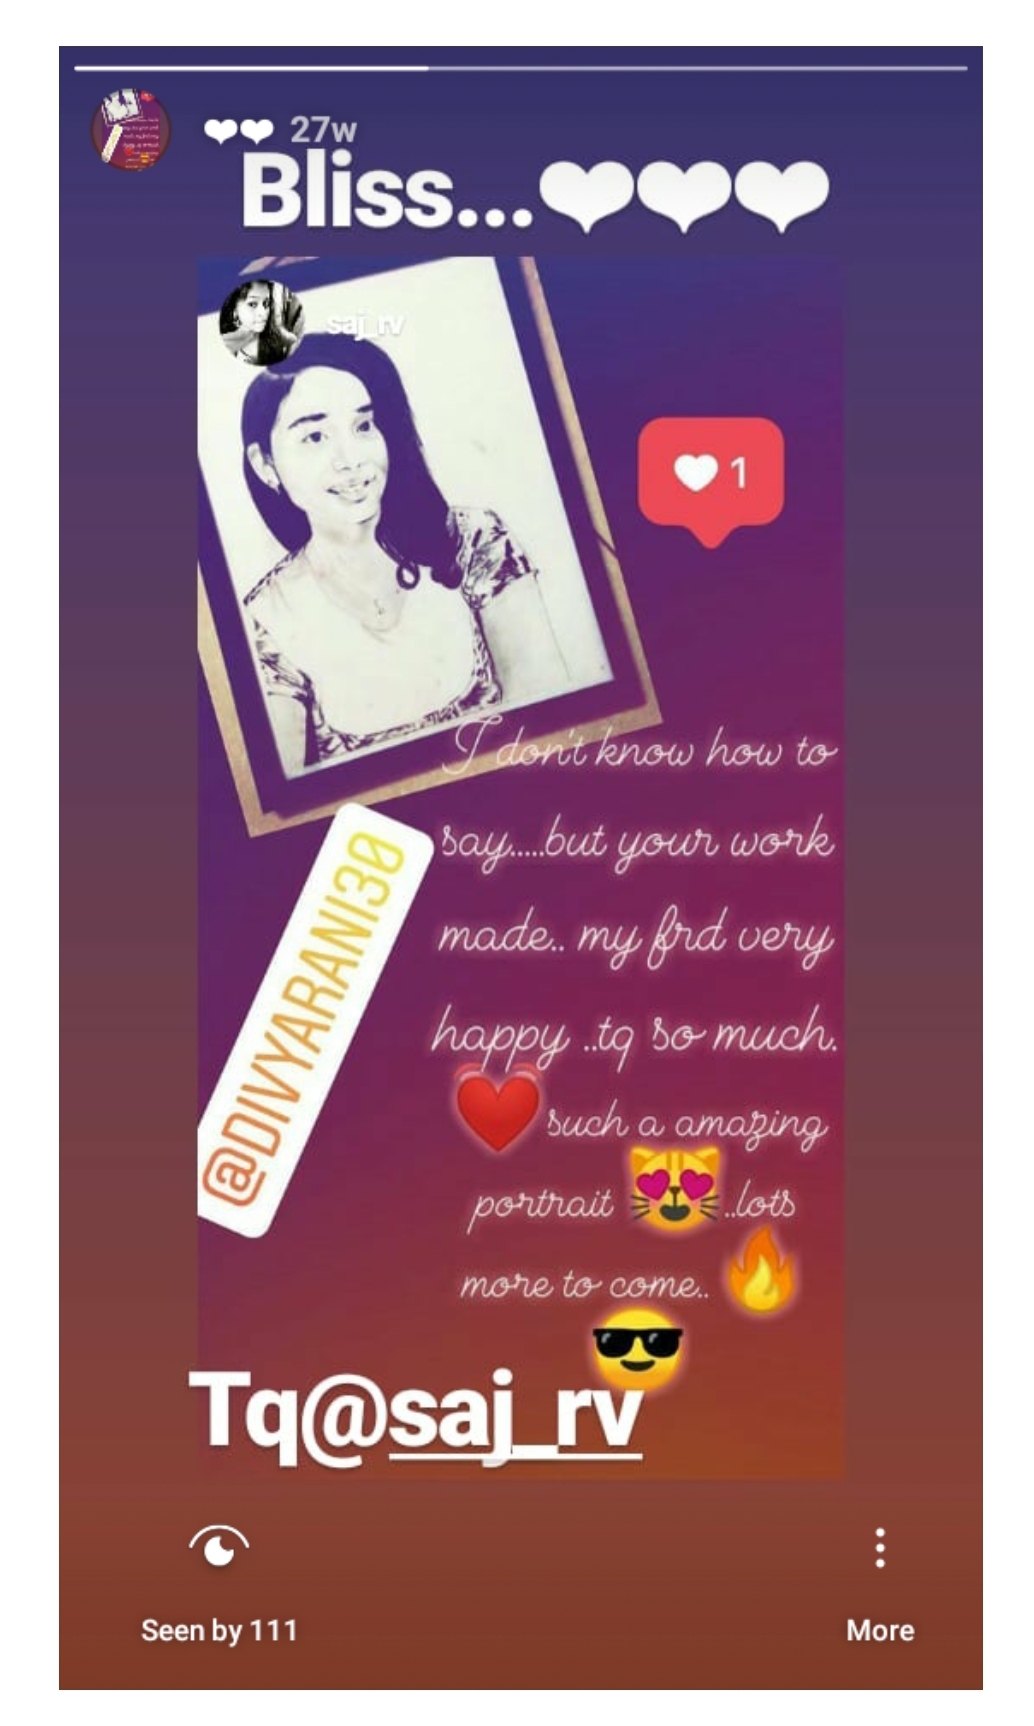 ❤❤ 27w
Bliss...❤❤❤
saj_rv
1
I don't know how to
say.....but your work
made.. my frd very
happy ..tq so much.
💓such a amazing
portrait 😻..lots
more to come.. 🔥
😎
@DIVYARANI30
Tq@saj_rv
Seen by 111
More